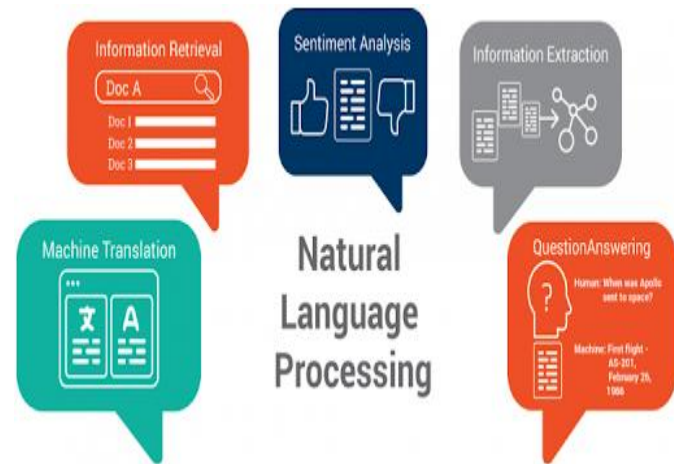 Information Retrieval
Doc A
Doc 1
Doc 2
Doc 3
Sentiment Analysis
Information Extraction
Machine Translation
文 A
Natural
Language
Processing
QuestionAnswering
?
Human: When was Apollo
sent to space?
Machine: First flight -
AS-201,
February 26,
1966